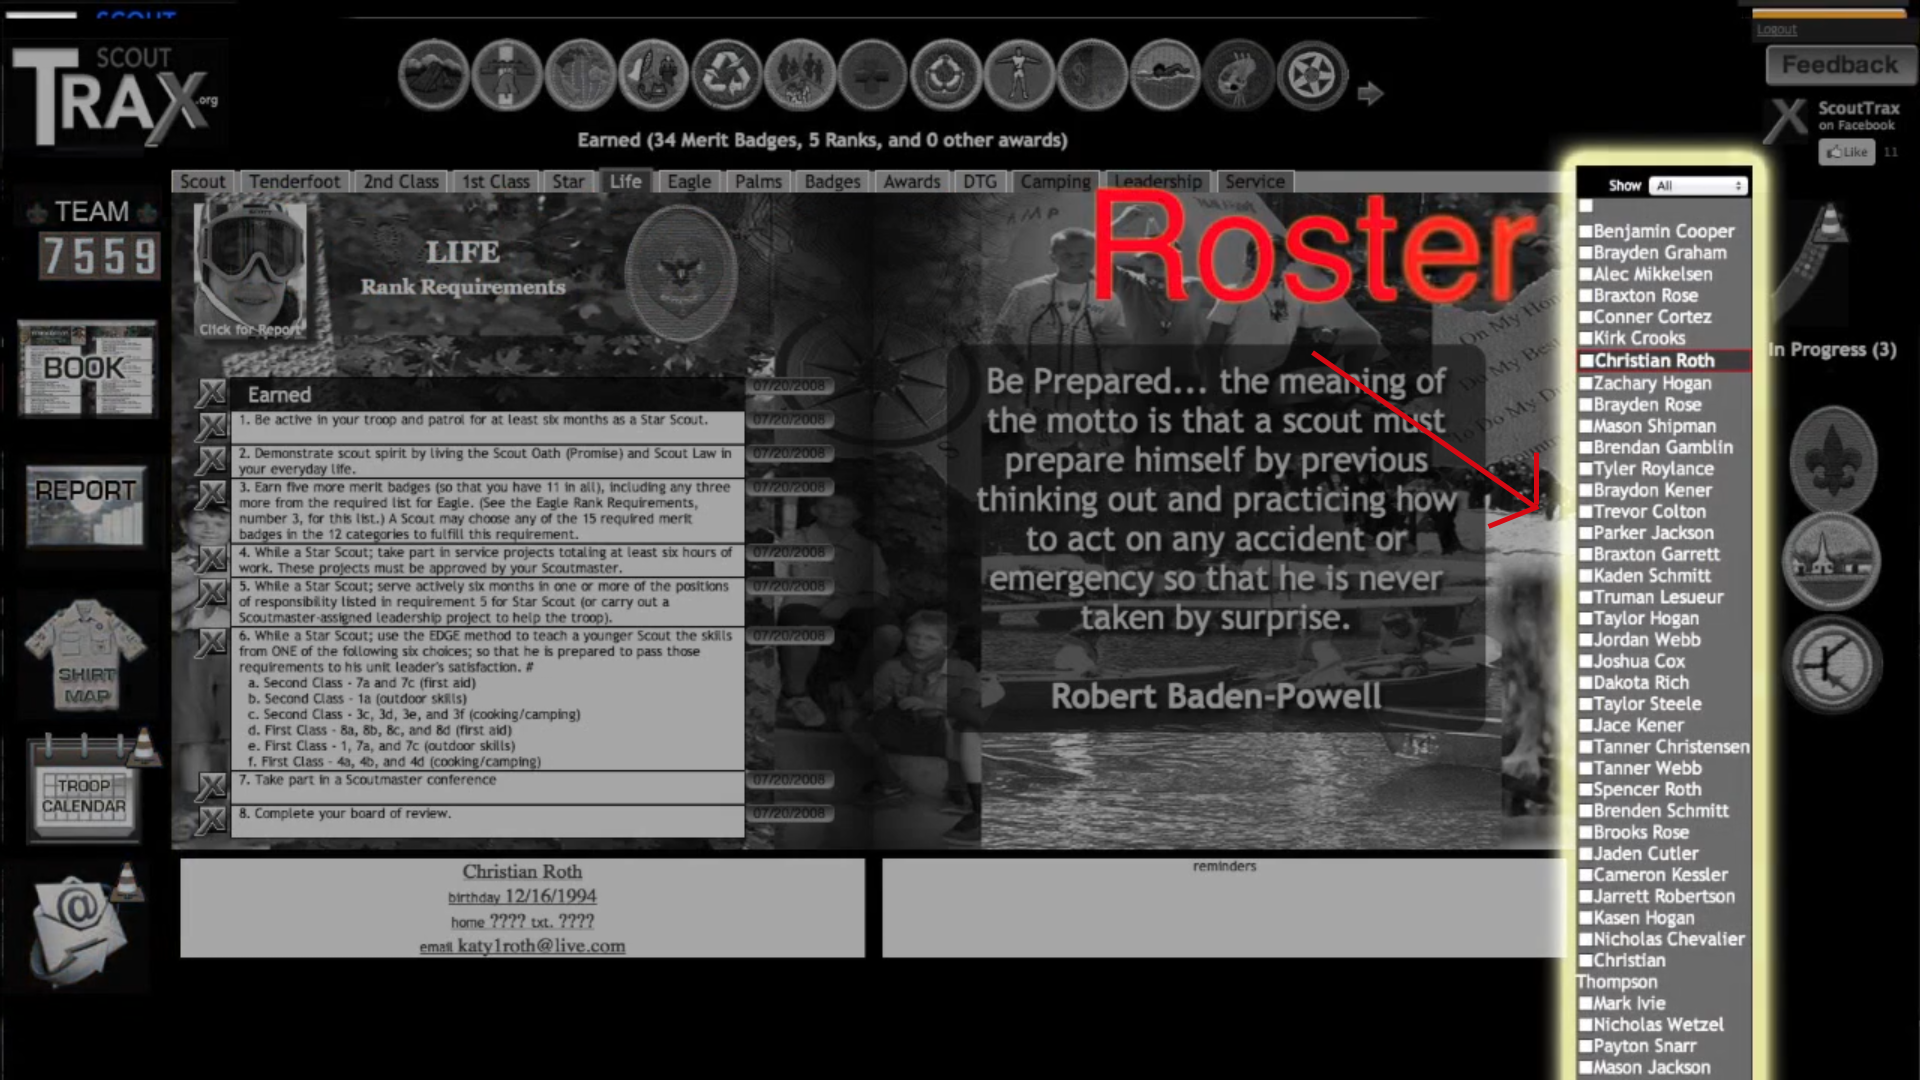 SCOUT
Logout
SCOUT
TRAX.org
Feedback
ScoutTrax
on Facebook
Like 11
Earned (34 Merit Badges, 5 Ranks, and 0 other awards)
Scout Tenderfoot 2nd Class 1st Class Star Life Eagle Palms Badges Awards DTG Camping Leadership Service
TEAM
7559
BOOK
REPORT
SHIRT
MAP
TROOP
CALENDAR
@
LIFE
Rank Requirements
Click for Report
Earned 07/20/2008
1. Be active in your troop and patrol for at least six months as a Star Scout. 07/20/2008
2. Demonstrate scout spirit by living the Scout Oath (Promise) and Scout Law in 07/20/2008
your everyday life.
3. Earn five more merit badges (so that you have 11 in all), including any three 07/20/2008
more from the required list for Eagle. (See the Eagle Rank Requirements,
number 3, for this list.) A Scout may choose any of the 15 required merit
badges in the 12 categories to fulfill this requirement.
4. While a Star Scout; take part in service projects totaling at least six hours of 07/20/2008
work. These projects must be approved by your Scoutmaster.
5. While a Star Scout; serve actively six months in one or more of the positions 07/20/2008
of responsibility listed in requirement 5 for Star Scout (or carry out a
Scoutmaster-assigned leadership project to help the troop).
6. While a Star Scout; use the EDGE method to teach a younger Scout the skills 07/20/2008
from ONE of the following six choices; so that he is prepared to pass those
requirements to his unit leader's satisfaction. #
a. Second Class - 7a and 7c (first aid)
b. Second Class - 1a (outdoor skills)
c. Second Class - 3c, 3d, 3e, and 3f (cooking/camping)
d. First Class - 8a, 8b, 8c, and 8d (first aid)
e. First Class - 1, 7a, and 7c (outdoor skills)
f. First Class - 4a, 4b, and 4d (cooking/camping)
7. Take part in a Scoutmaster conference 07/20/2008
8. Complete your board of review. 07/20/2008
Roster
On My Hono
Do My Bes
to Do My D
Be Prepared... the meaning of
the motto is that a scout must
prepare himself by previous
thinking out and practicing how
to act on any accident or
emergency so that he is never
taken by surprise.
Robert Baden-Powell
Christian Roth
birthday 12/16/1994
home ???? txt. ????
email katy1roth@live.com
reminders
Show All
Benjamin Cooper
Brayden Graham
Alec Mikkelsen
Braxton Rose
Conner Cortez
Kirk Crooks
Christian Roth
Zachary Hogan
Brayden Rose
Mason Shipman
Brendan Gamblin
Tyler Roylance
Braydon Kener
Trevor Colton
Parker Jackson
Braxton Garrett
Kaden Schmitt
Truman Lesueur
Taylor Hogan
Jordan Webb
Joshua Cox
Dakota Rich
Taylor Steele
Jace Kener
Tanner Christensen
Tanner Webb
Spencer Roth
Brenden Schmitt
Brooks Rose
Jaden Cutler
Cameron Kessler
Jarrett Robertson
Kasen Hogan
Nicholas Chevalier
Christian
Thompson
Mark Ivie
Nicholas Wetzel
Payton Snarr
Mason Jackson
In Progress (3)